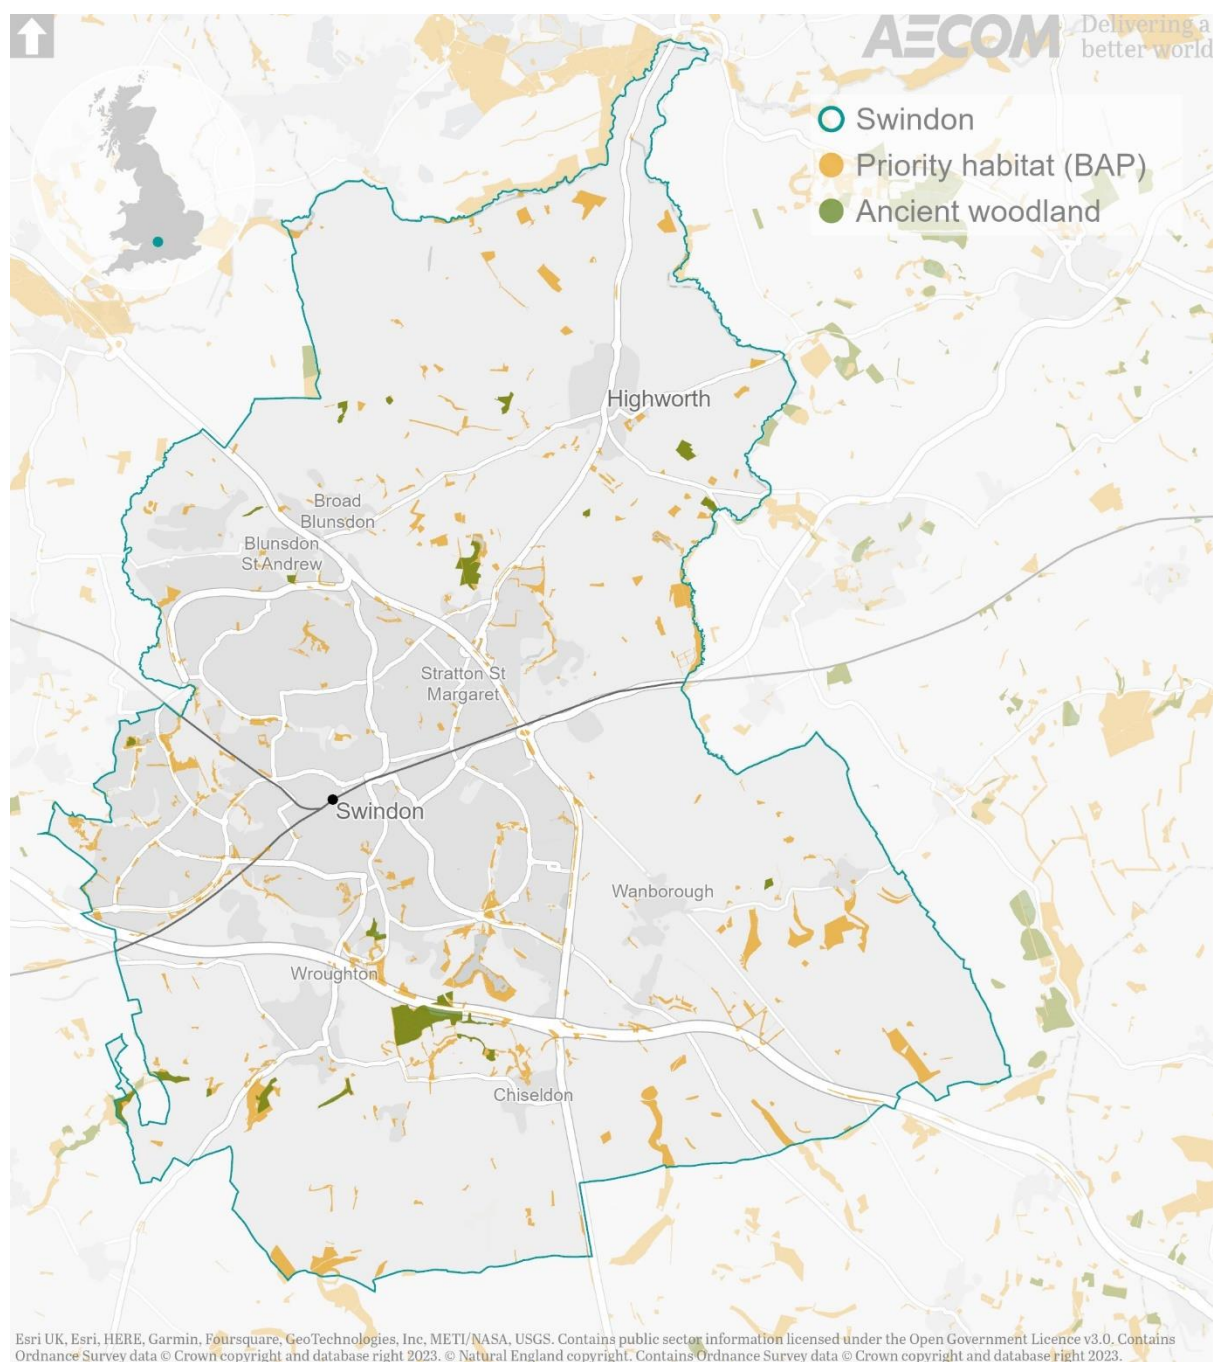 AECOM Delivering a
better world
Swindon
Priority habitat (BAP)
Ancient woodland
Highworth
Broad
Blunsdon
Blunsdon
St Andrew
Stratton St
Margaret
Swindon
Wanborough
Wroughton
Chiseldon
Esri UK, Esri, HERE, Garmin, Foursquare, GeoTechnologies, Inc, METI/NASA, USGS. Contains public sector information licensed under the Open Government Licence v3.0. Contains
Ordnance Survey data © Crown copyright and database right 2023. © Natural England copyright. Contains Ordnance Survey data © Crown copyright and database right 2023.